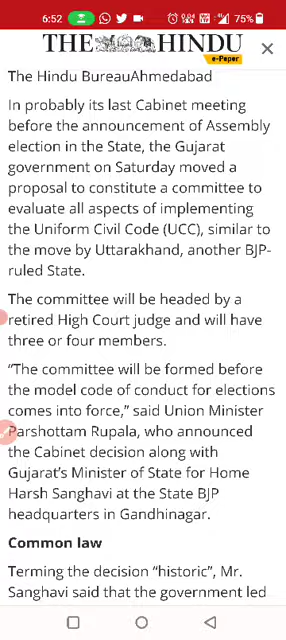 6:52
75%
THE HINDU
e-Paper
The Hindu BureauAhmedabad
In probably its last Cabinet meeting
before the announcement of Assembly
election in the State, the Gujarat
government on Saturday moved a
proposal to constitute a committee to
evaluate all aspects of implementing
the Uniform Civil Code (UCC), similar to
the move by Uttarakhand, another BJP-
ruled State.
The committee will be headed by a
retired High Court judge and will have
three or four members.
“The committee will be formed before
the model code of conduct for elections
comes into force,” said Union Minister
Parshottam Rupala, who announced
the Cabinet decision along with
Gujarat’s Minister of State for Home
Harsh Sanghavi at the State BJP
headquarters in Gandhinagar.
Common law
Terming the decision “historic”, Mr.
Sanghavi said that the government led